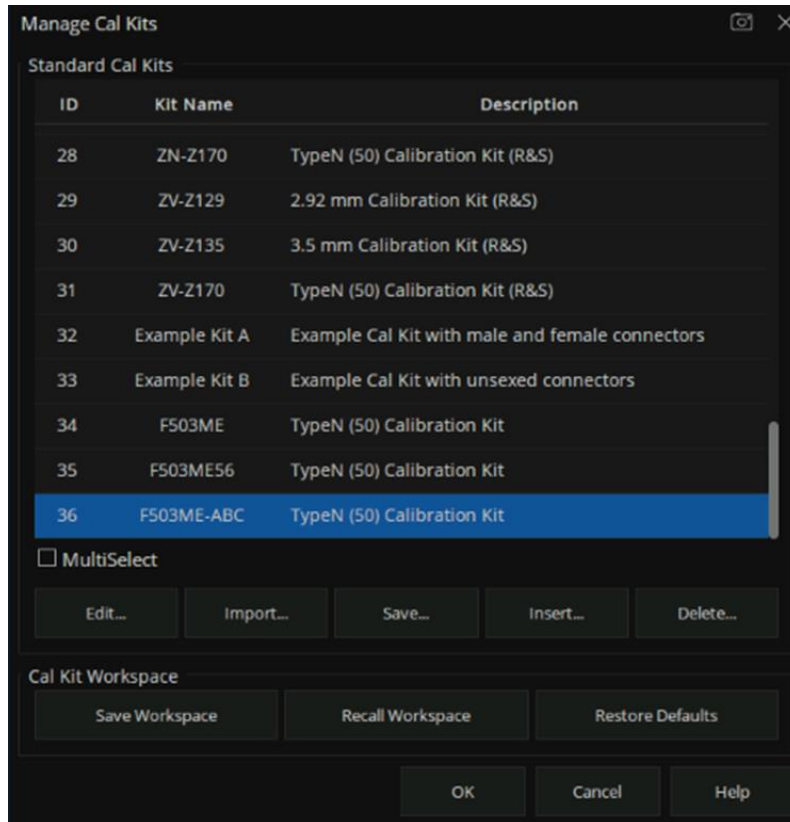 Manage Cal Kits
Standard Cal Kits
ID Kit Name Description
28 ZN-Z170 TypeN (50) Calibration Kit (R&S)
29 ZV-Z129 2.92 mm Calibration Kit (R&S)
30 ZV-Z135 3.5 mm Calibration Kit (R&S)
31 ZV-Z170 TypeN (50) Calibration Kit (R&S)
32 Example Kit A Example Cal Kit with male and female connectors
33 Example Kit B Example Cal Kit with unsexed connectors
34 F503ME TypeN (50) Calibration Kit
35 F503ME56 TypeN (50) Calibration Kit
36 F503ME-ABC TypeN (50) Calibration Kit
MultiSelect
Edit... Import... Save... Insert... Delete...
Cal Kit Workspace
Save Workspace Recall Workspace Restore Defaults
OK Cancel Help